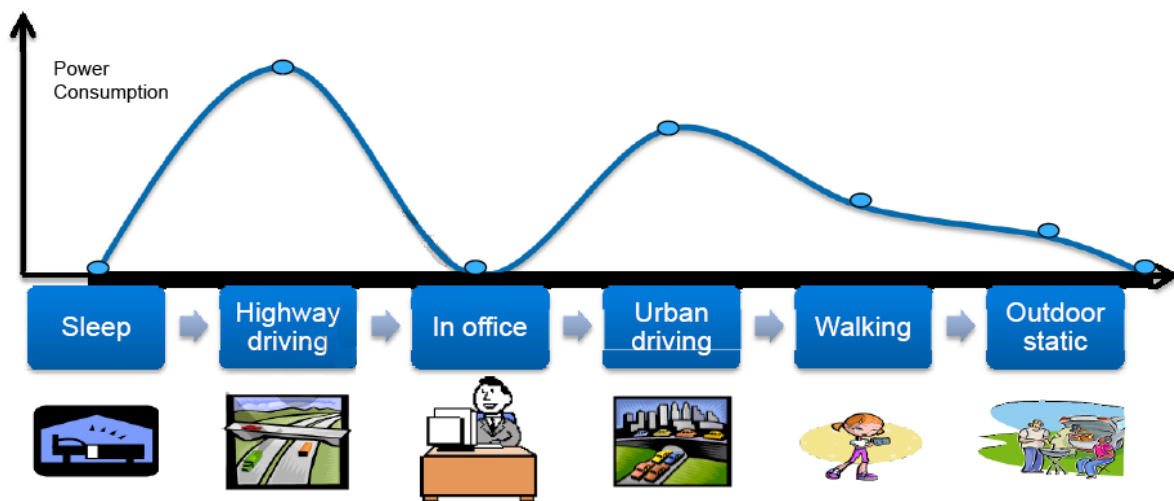 Power
Consumption
Sleep
Highway
driving
In office
Urban
driving
Walking
Outdoor
static